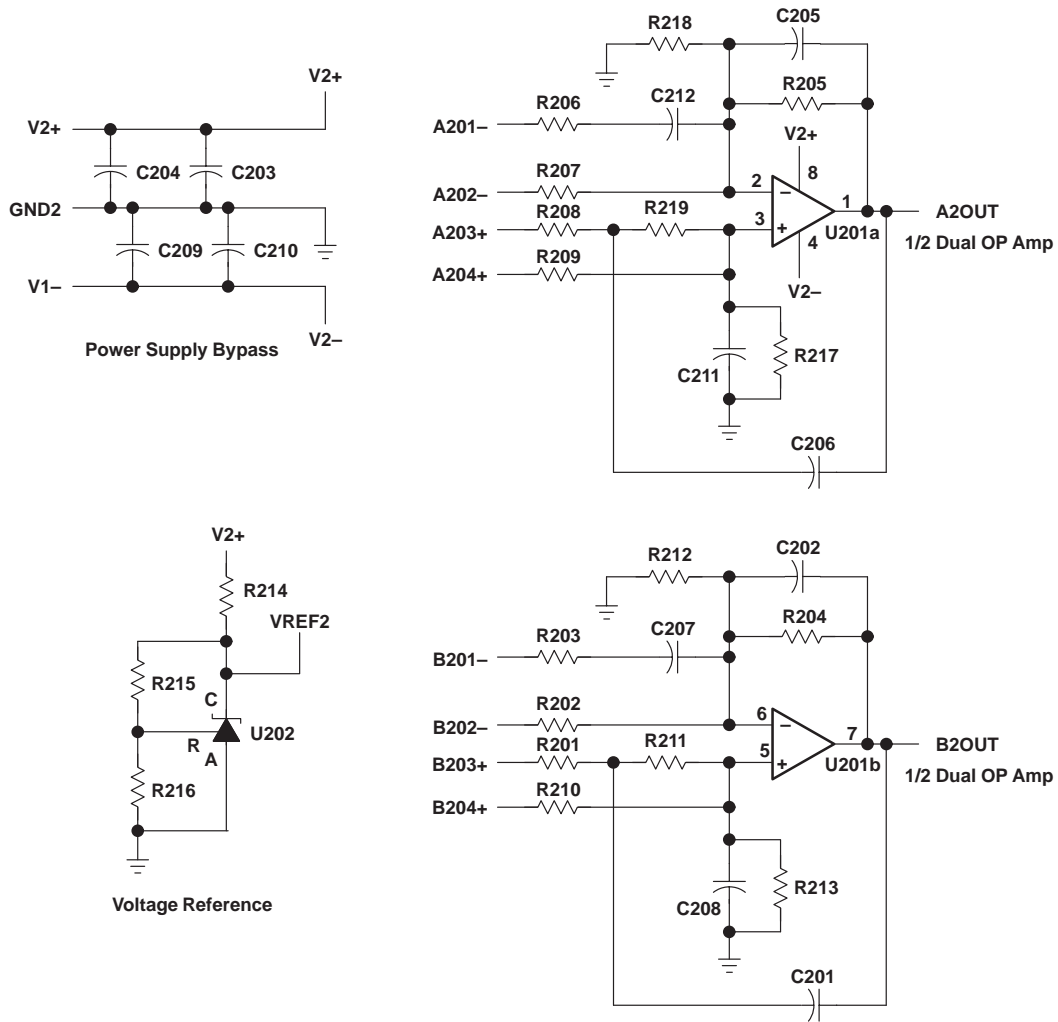 V2+
V2+
C204
C203
GND2
C209
C210
V1–
V2–
Power Supply Bypass
R218
C205
R205
R206
C212
A201–
V2+
R207
A202–
2
–
8
R208
R219
A203+
3
+
1
U201a
A2OUT
4
1/2 Dual OP Amp
R209
A204+
V2–
C211
R217
C206
V2+
R214
VREF2
R215
C
R
U202
A
R216
Voltage Reference
R212
C202
R204
R203
C207
B201–
R202
B202–
6
–
R201
R211
B203+
5
+
7
U201b
B2OUT
1/2 Dual OP Amp
R210
B204+
C208
R213
C201